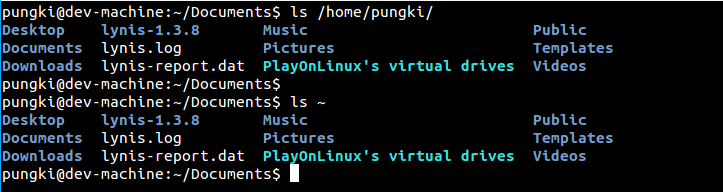 pungki@dev-machine:~/Documents$ ls /home/pungki/
Desktop    lynis-1.3.8       Music                        Public
Documents  lynis.log         Pictures                     Templates
Downloads  lynis-report.dat  PlayOnLinux's virtual drives  Videos
pungki@dev-machine:~/Documents$
pungki@dev-machine:~/Documents$ ls ~
Desktop    lynis-1.3.8       Music                        Public
Documents  lynis.log         Pictures                     Templates
Downloads  lynis-report.dat  PlayOnLinux's virtual drives  Videos
pungki@dev-machine:~/Documents$